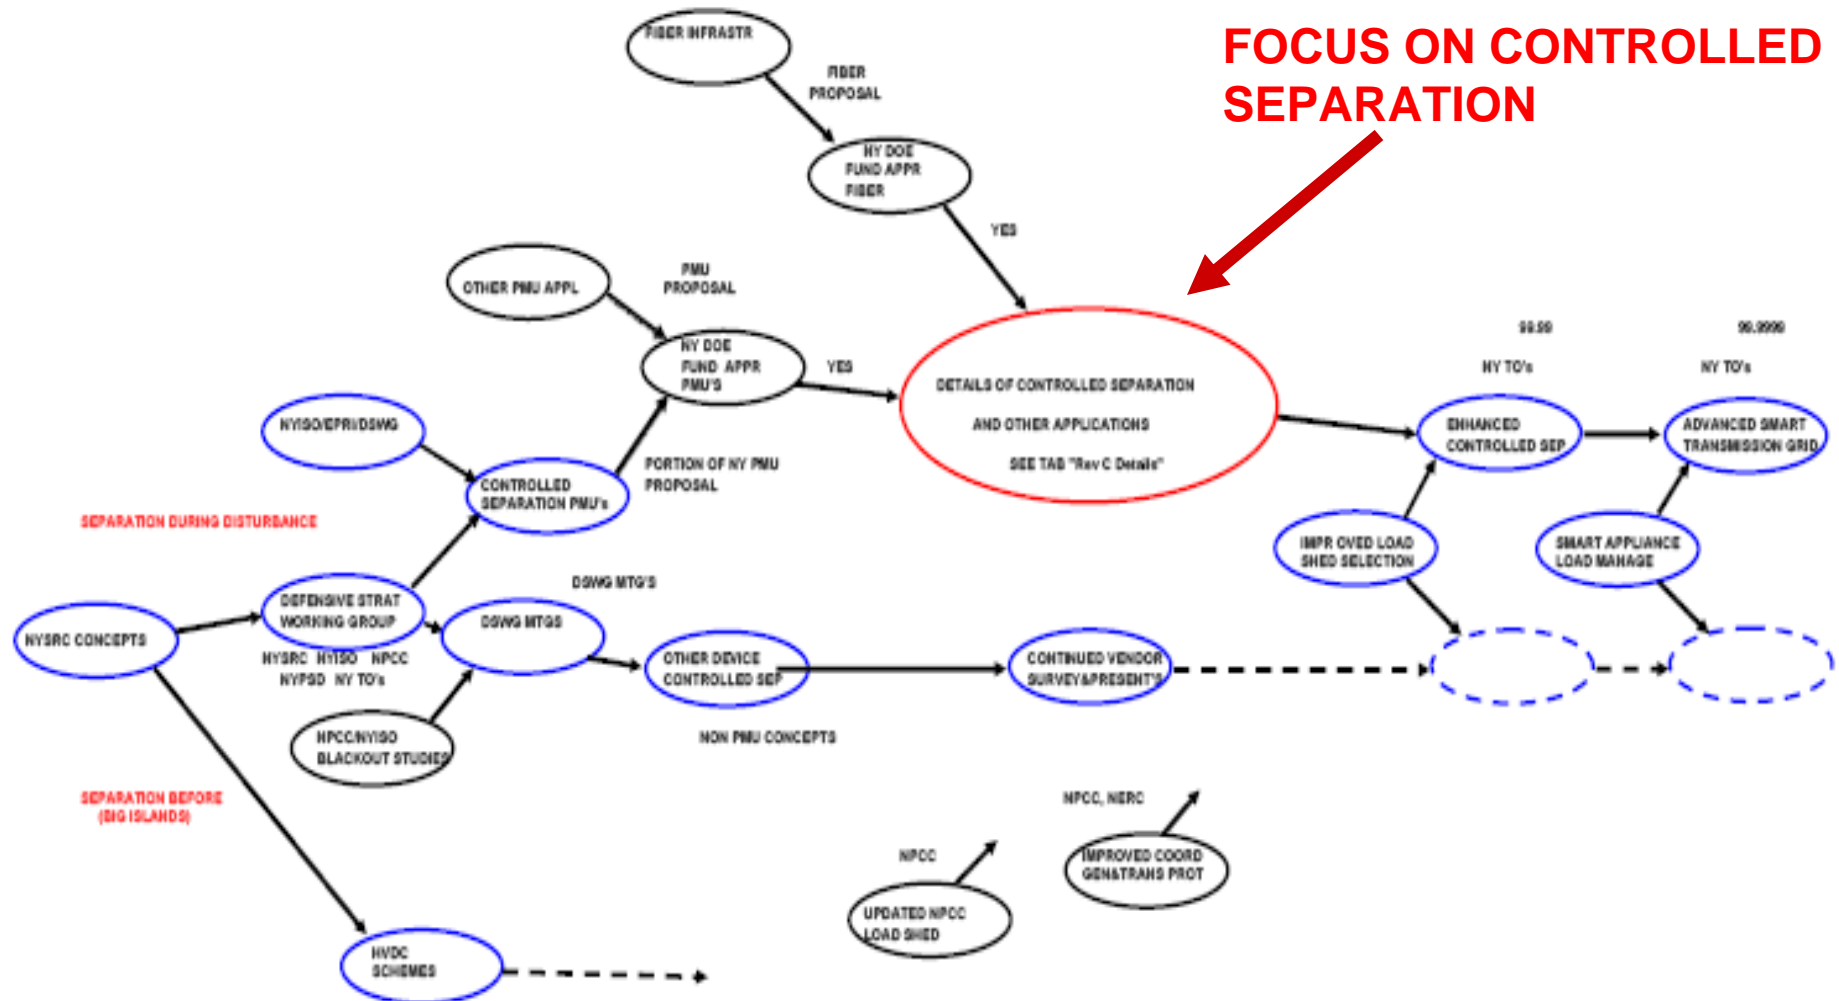 FOCUS ON CONTROLLED
SEPARATION
FIBER INFRASTR
FIBER
PROPOSAL
NY DOE
FUND APPR
FIBER
YES
OTHER PMU APPL
PMU
PROPOSAL
NY DOE
FUND APPR
PMU'S
YES
DETAILS OF CONTROLLED SEPARATION
AND OTHER APPLICATIONS
SEE TAB "Rev C Details"
99.99
NY TO's
99.9999
NY TO's
ENHANCED
CONTROLLED SEP
ADVANCED SMART
TRANSMISSION GRID
NYISO/EPRI/DSWG
CONTROLLED
SEPARATION PMU's
PORTION OF NY PMU
PROPOSAL
SEPARATION DURING DISTURBANCE
IMPROVED LOAD
SHED SELECTION
SMART APPLIANCE
LOAD MANAGE
DSWG MTG'S
DEFENSIVE STRAT
WORKING GROUP
NYSRC CONCEPTS
DSWG MTGS
NYSRC NYISO NPCC
NYPSD NY TO's
OTHER DEVICE
CONTROLLED SEP
CONTINUED VENDOR
SURVEY&PRESENT'S
NPCC/NYISO
BLACKOUT STUDIES
NON PMU CONCEPTS
SEPARATION BEFORE
(BIG ISLANDS)
NPCC, NERC
IMPROVED COORD
GEN&TRANS PROT
NPCC
UPDATED NPCC
LOAD SHED
HVDC
SCHEMES